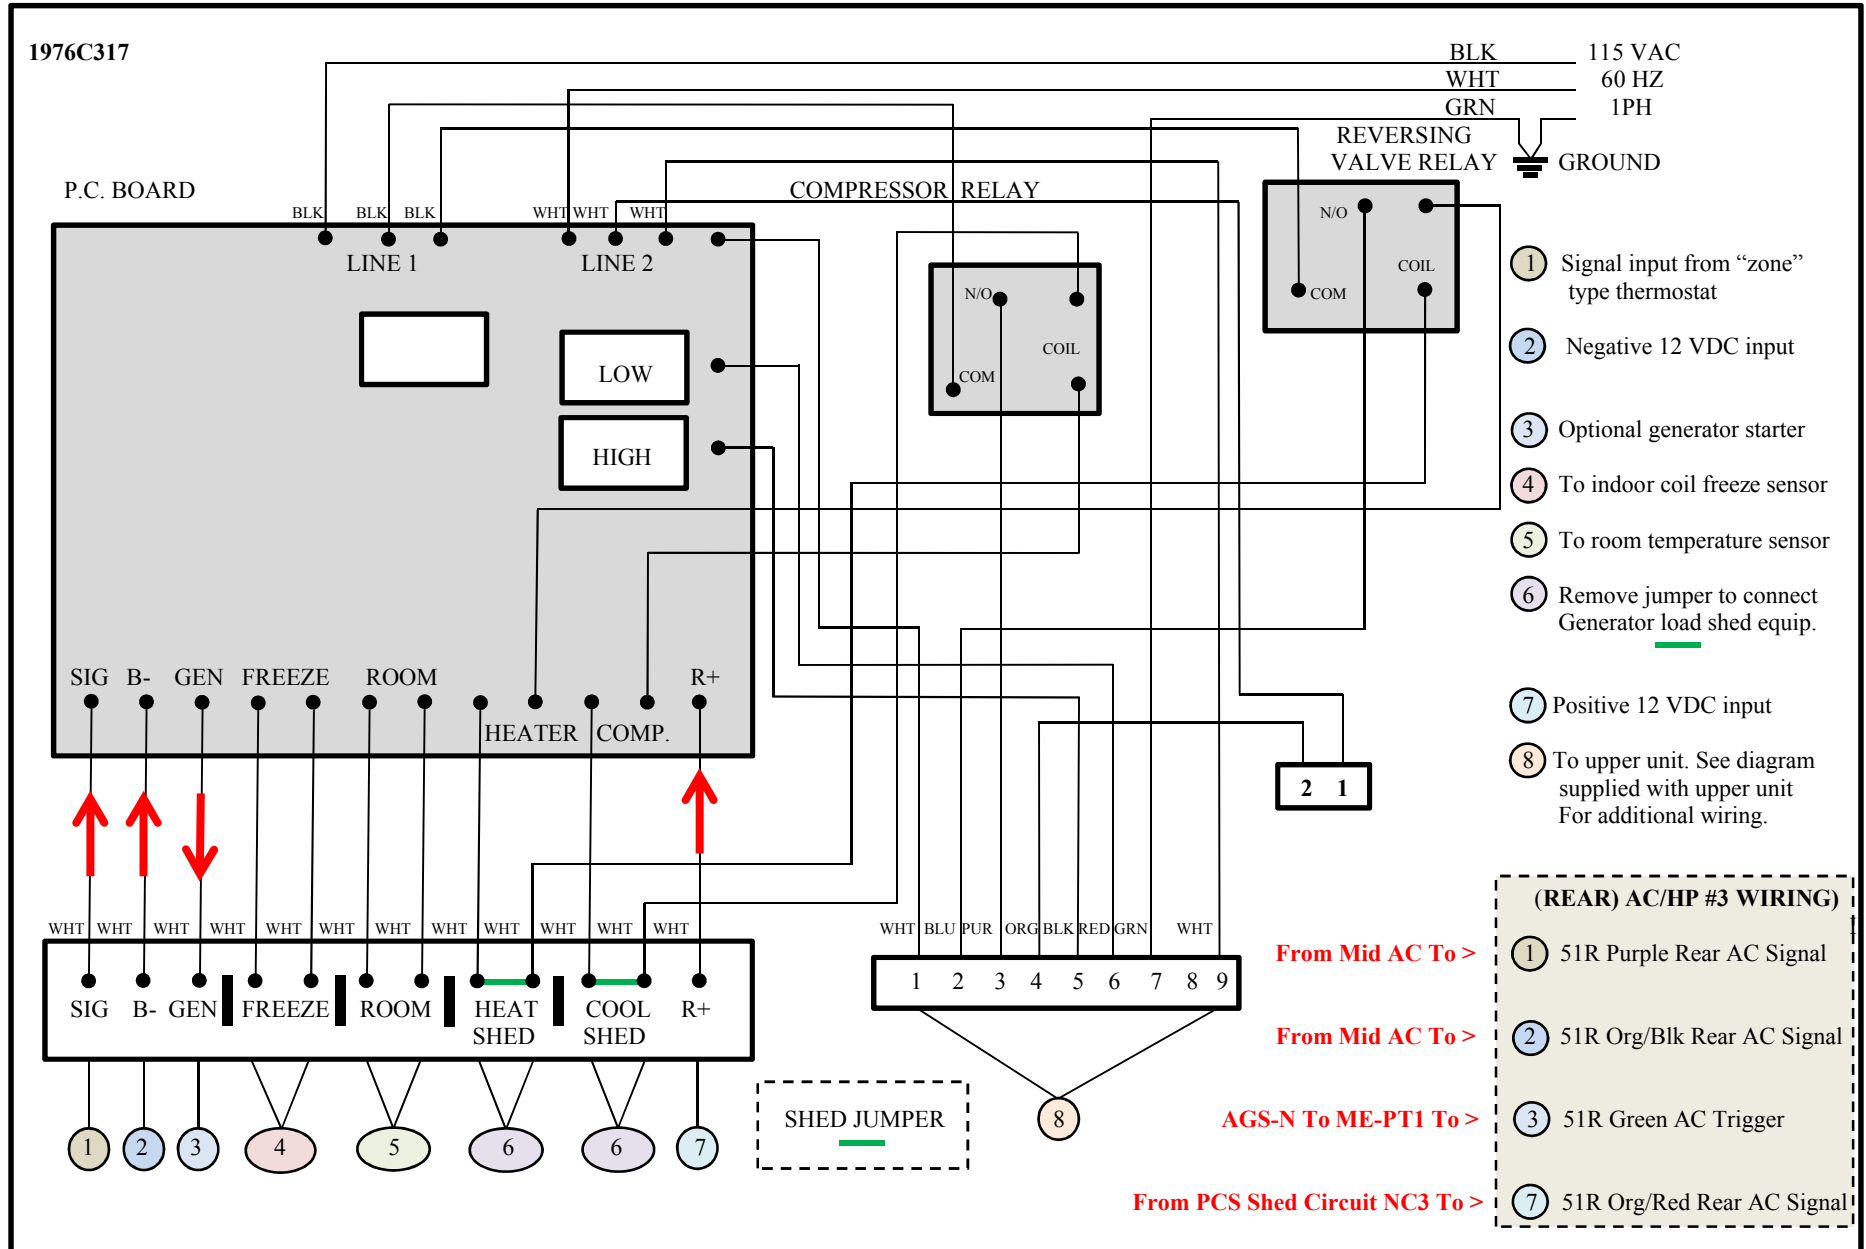 1976C317
BLK 115 VAC
WHT 60 HZ
GRN 1PH
REVERSING
VALVE RELAY
GROUND
P.C. BOARD
COMPRESSOR RELAY
BLK BLK BLK WHT WHT WHT
LINE 1 LINE 2
N/O
COIL
COM
N/O
COIL
COM
LOW
HIGH
1 Signal input from “zone”
type thermostat
2 Negative 12 VDC input
3 Optional generator starter
4 To indoor coil freeze sensor
5 To room temperature sensor
6 Remove jumper to connect
Generator load shed equip.
7 Positive 12 VDC input
8 To upper unit. See diagram
supplied with upper unit
For additional wiring.
SIG B- GEN FREEZE ROOM R+
HEATER COMP.
2 1
WHT WHT WHT WHT WHT WHT WHT WHT WHT WHT WHT WHT
SIG B- GEN FREEZE ROOM HEAT COOL R+
SHED SHED
1 2 3 4 5 6 6 7
WHT BLU PUR ORG BLK RED GRN WHT
1 2 3 4 5 6 7 8 9
8
SHED JUMPER
(REAR) AC/HP #3 WIRING)
From Mid AC To > 1 51R Purple Rear AC Signal
From Mid AC To > 2 51R Org/Blk Rear AC Signal
AGS-N To ME-PT1 To > 3 51R Green AC Trigger
From PCS Shed Circuit NC3 To > 7 51R Org/Red Rear AC Signal